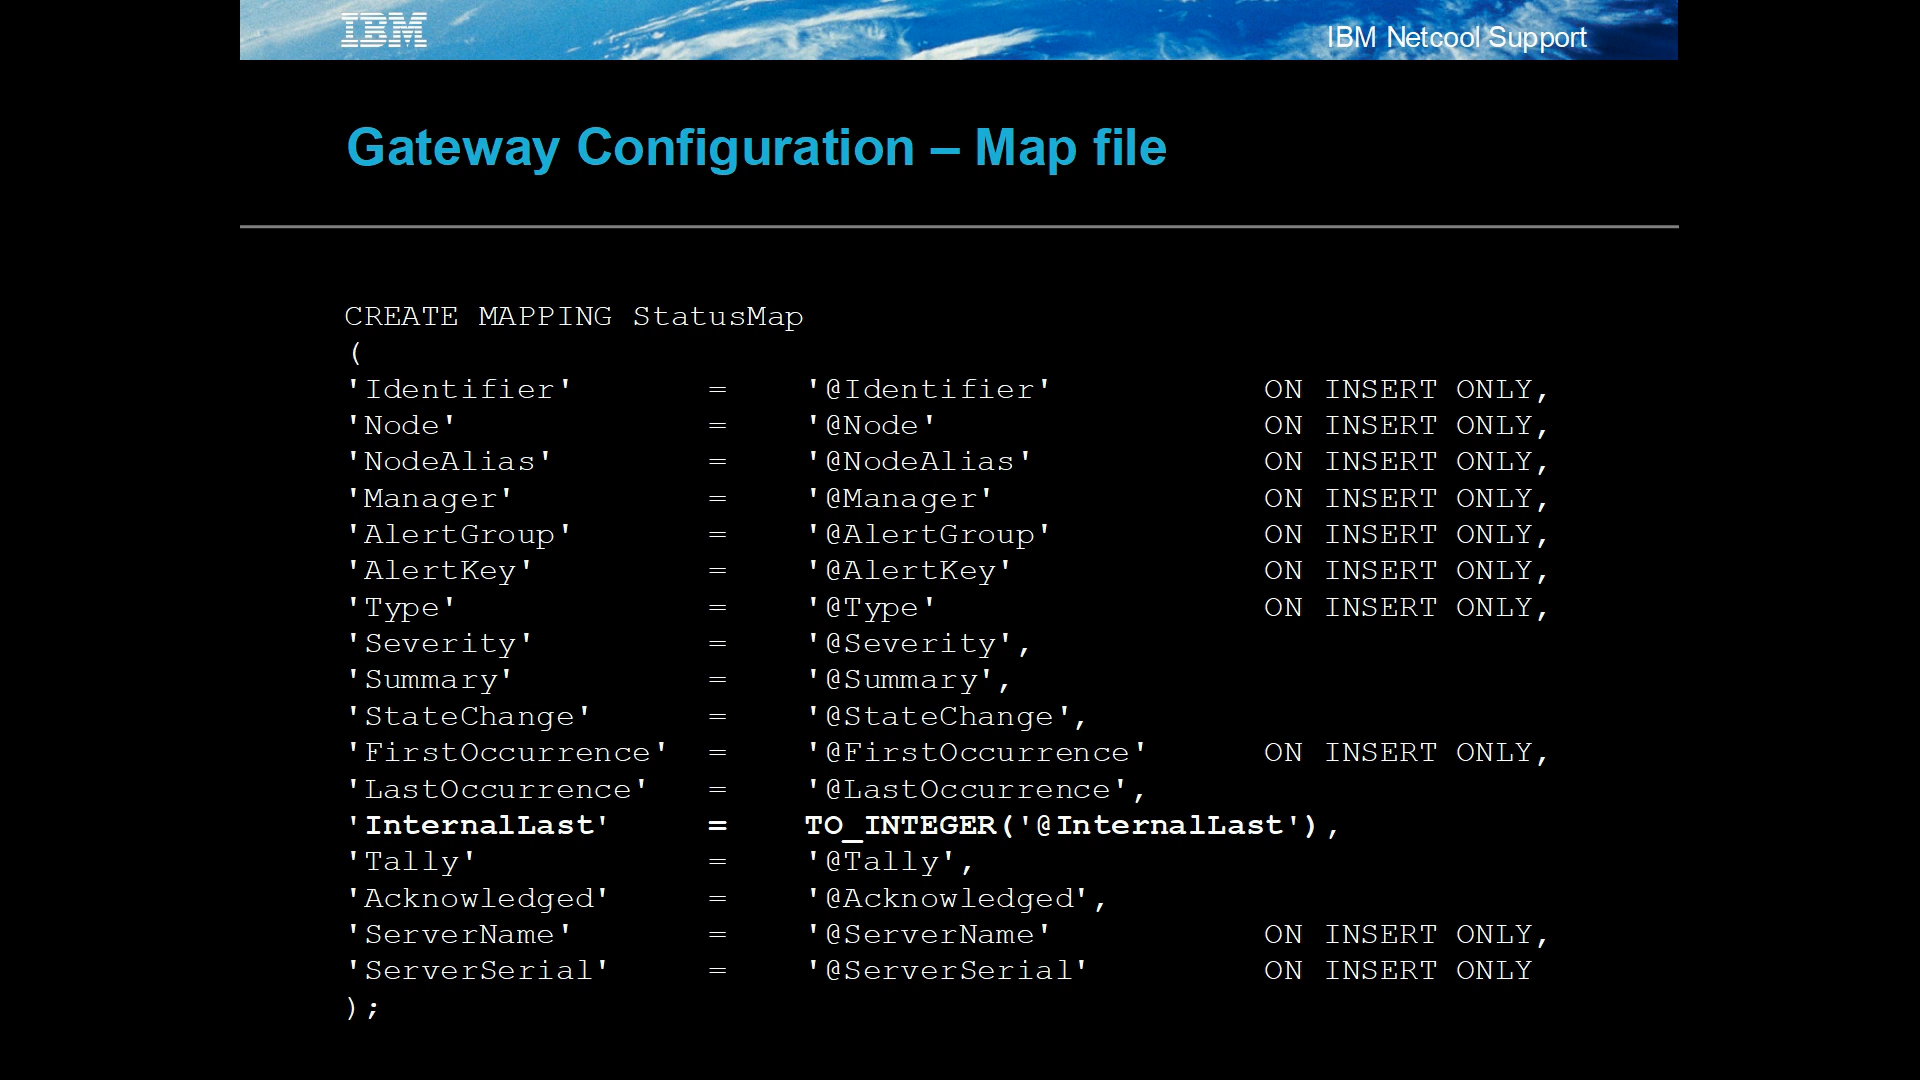 IBM
IBM Netcool Support
Gateway Configuration – Map file
CREATE MAPPING StatusMap
(
'Identifier' = '@Identifier' ON INSERT ONLY,
'Node' = '@Node' ON INSERT ONLY,
'NodeAlias' = '@NodeAlias' ON INSERT ONLY,
'Manager' = '@Manager' ON INSERT ONLY,
'AlertGroup' = '@AlertGroup' ON INSERT ONLY,
'AlertKey' = '@AlertKey' ON INSERT ONLY,
'Type' = '@Type' ON INSERT ONLY,
'Severity' = '@Severity',
'Summary' = '@Summary',
'StateChange' = '@StateChange',
'FirstOccurrence' = '@FirstOccurrence' ON INSERT ONLY,
'LastOccurrence' = '@LastOccurrence',
'InternalLast' = TO_INTEGER('@InternalLast'),
'Tally' = '@Tally',
'Acknowledged' = '@Acknowledged',
'ServerName' = '@ServerName' ON INSERT ONLY,
'ServerSerial' = '@ServerSerial' ON INSERT ONLY
);